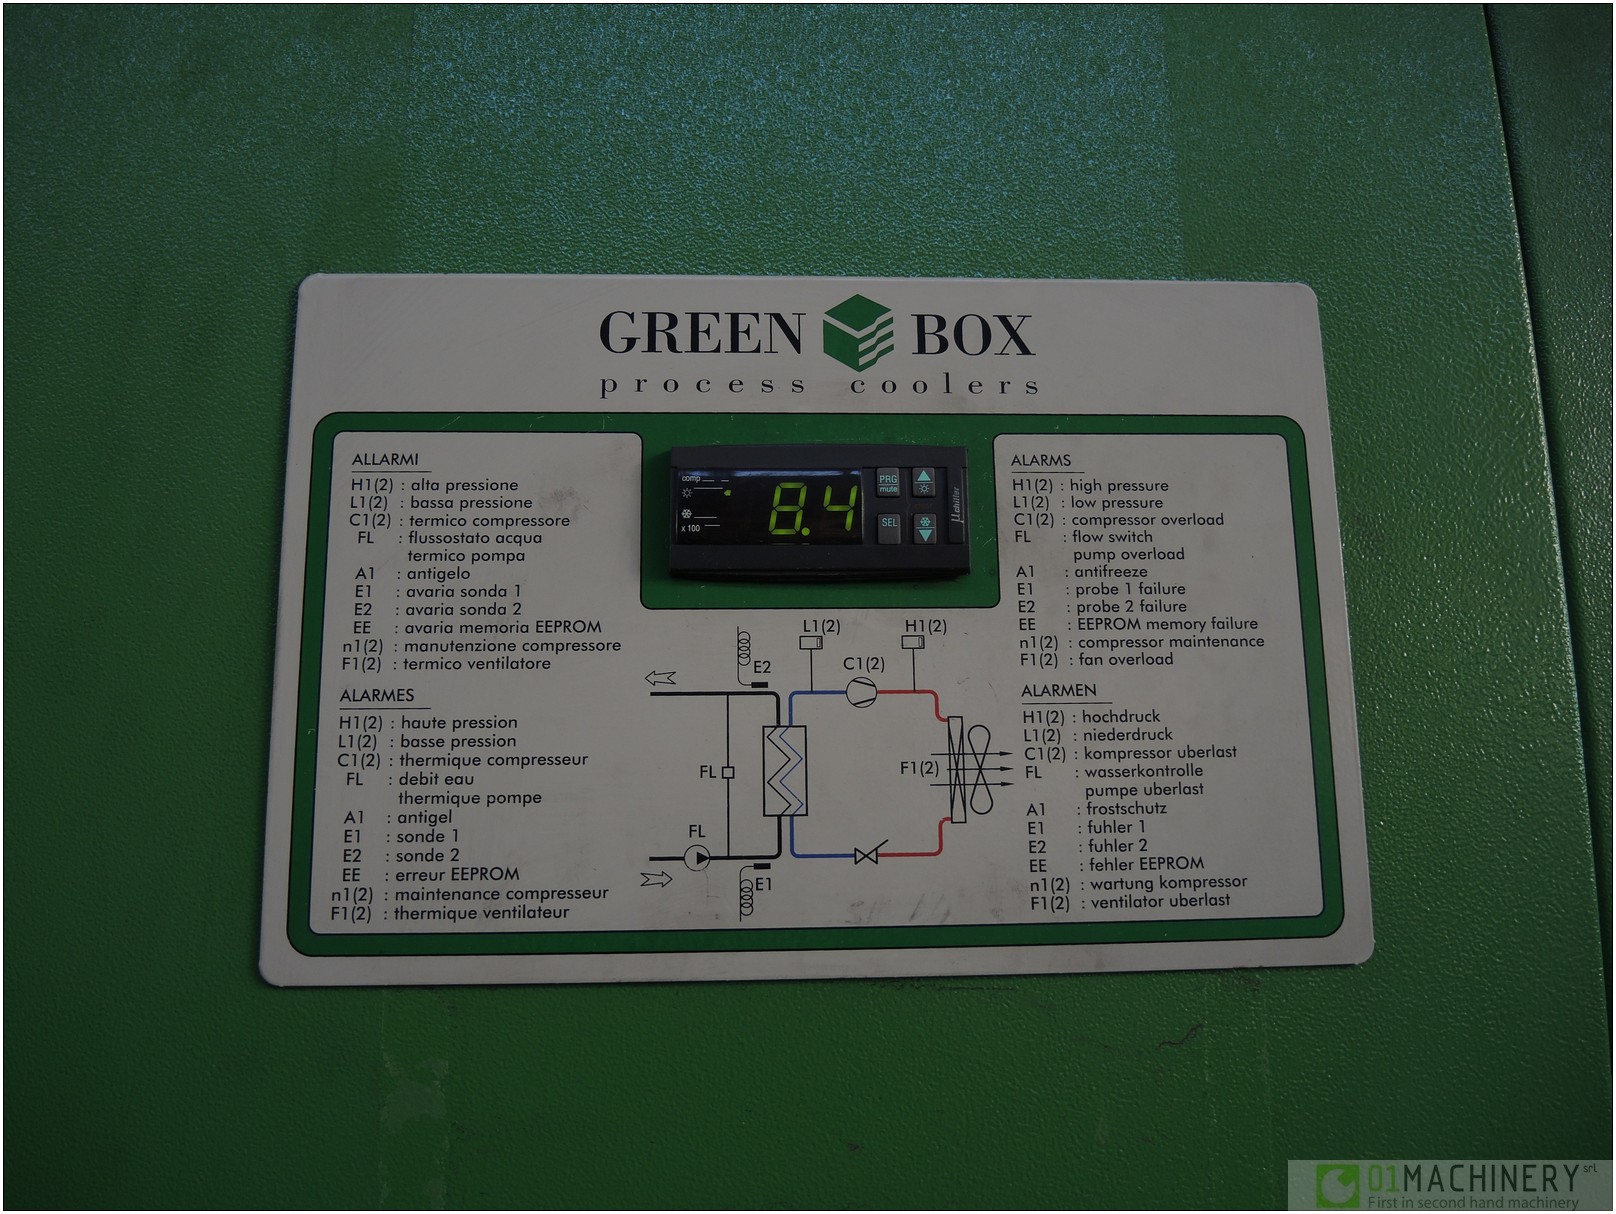 GREEN BOX
process coolers
ALLARMI
H1(2) : alta pressione
L1(2) : bassa pressione
C1(2) : termico compressore
FL : flussostato acqua
termico pompa
A1 : antigelo
E1 : avaria sonda 1
E2 : avaria sonda 2
EE : avaria memoria EEPROM
n1(2) : manutenzione compressore
F1(2) : termico ventilatore
ALARMES
H1(2) : haute pression
L1(2) : basse pression
C1(2) : thermique compresseur
FL : debit eau
thermique pompe
A1 : antigel
E1 : sonde 1
E2 : sonde 2
EE : erreur EEPROM
n1(2) : maintenance compresseur
F1(2) : thermique ventilateur
comp
x 100
8.4
PRG
mute
SEL
µchiller
L1(2)
H1(2)
E2
C1(2)
FL
F1(2)
FL
E1
ALARMS
H1(2) : high pressure
L1(2) : low pressure
C1(2) : compressor overload
FL : flow switch
pump overload
A1 : antifreeze
E1 : probe 1 failure
E2 : probe 2 failure
EE : EEPROM memory failure
n1(2) : compressor maintenance
F1(2) : fan overload
ALARMEN
H1(2) : hochdruck
L1(2) : niederdruck
C1(2) : kompressor uberlast
FL : wasserkontrolle
pumpe uberlast
A1 : frostschutz
E1 : fuhler 1
E2 : fuhler 2
EE : fehler EEPROM
n1(2) : wartung kompressor
F1(2) : ventilator uberlast
01MACHINERY srl
First in second hand machinery